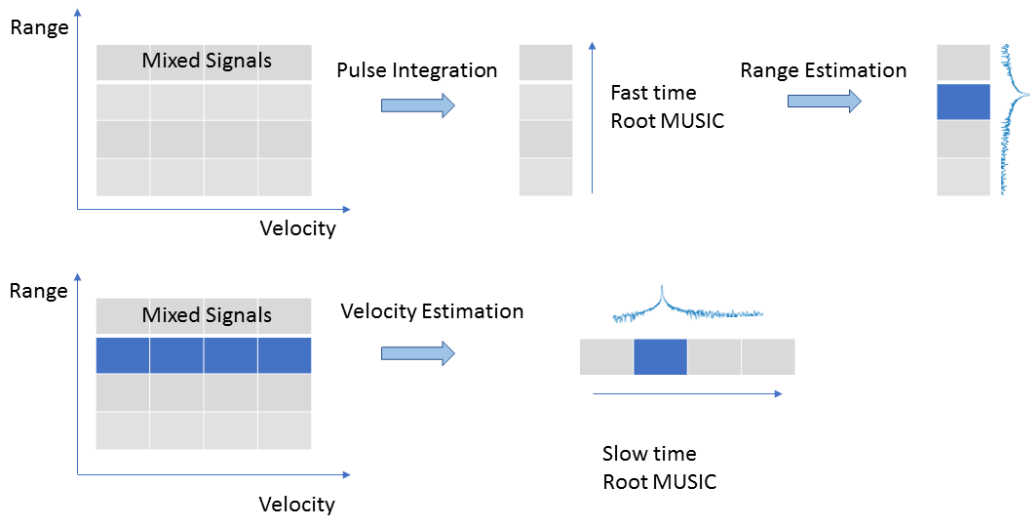 Range
Mixed Signals
Pulse Integration
Fast time
Root MUSIC
Range Estimation
Velocity
Range
Mixed Signals
Velocity Estimation
Slow time
Root MUSIC
Velocity